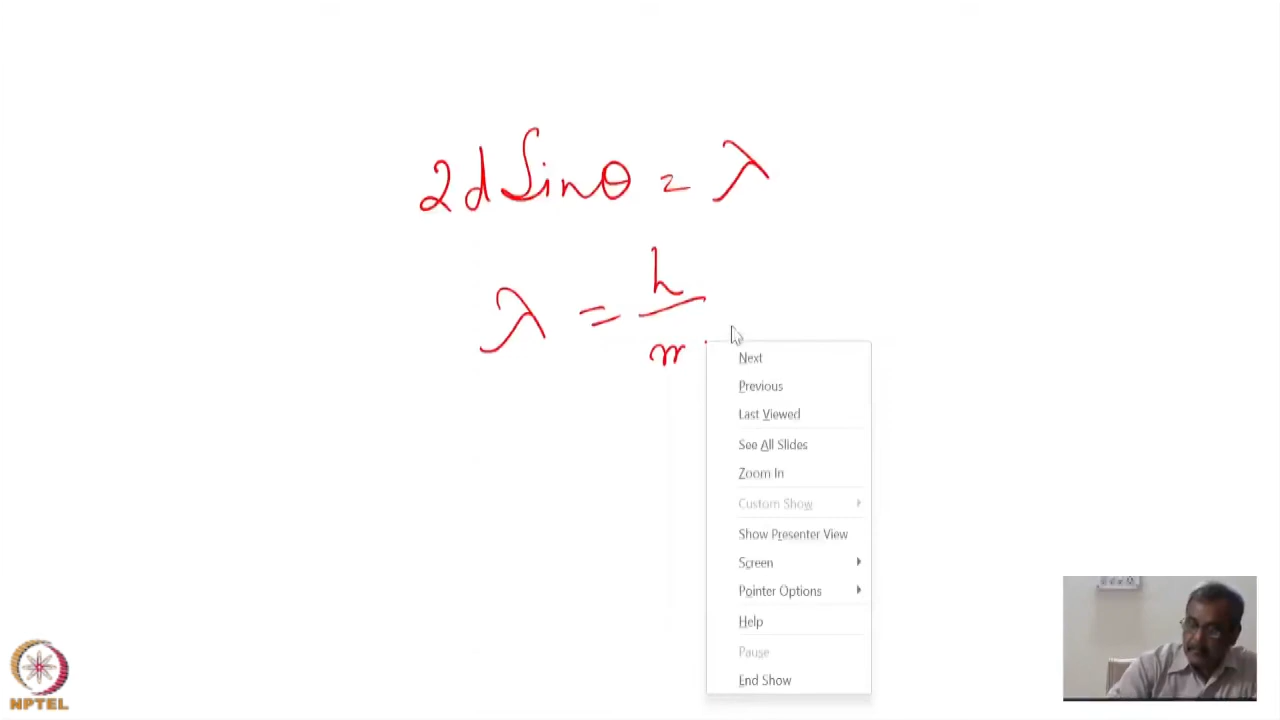 2d Sinθ = λ
λ = h/m
Next
Previous
Last Viewed
See All Slides
Zoom In
Custom Show
Show Presenter View
Screen
Pointer Options
Help
Pause
End Show
NPTEL